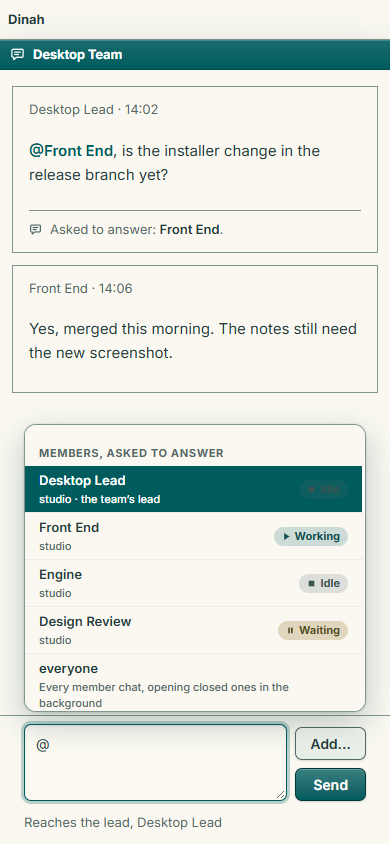 Dinah
Desktop Team
Desktop Lead · 14:02
@Front End, is the installer change in the
release branch yet?
Asked to answer: Front End.
Front End · 14:06
Yes, merged this morning. The notes still need
the new screenshot.
MEMBERS, ASKED TO ANSWER
Desktop Lead
studio · the team's lead
Idle
Front End
studio
Working
Engine
studio
Idle
Design Review
studio
Waiting
everyone
Every member chat, opening closed ones in the
background
@
Add...
Send
Reaches the lead, Desktop Lead